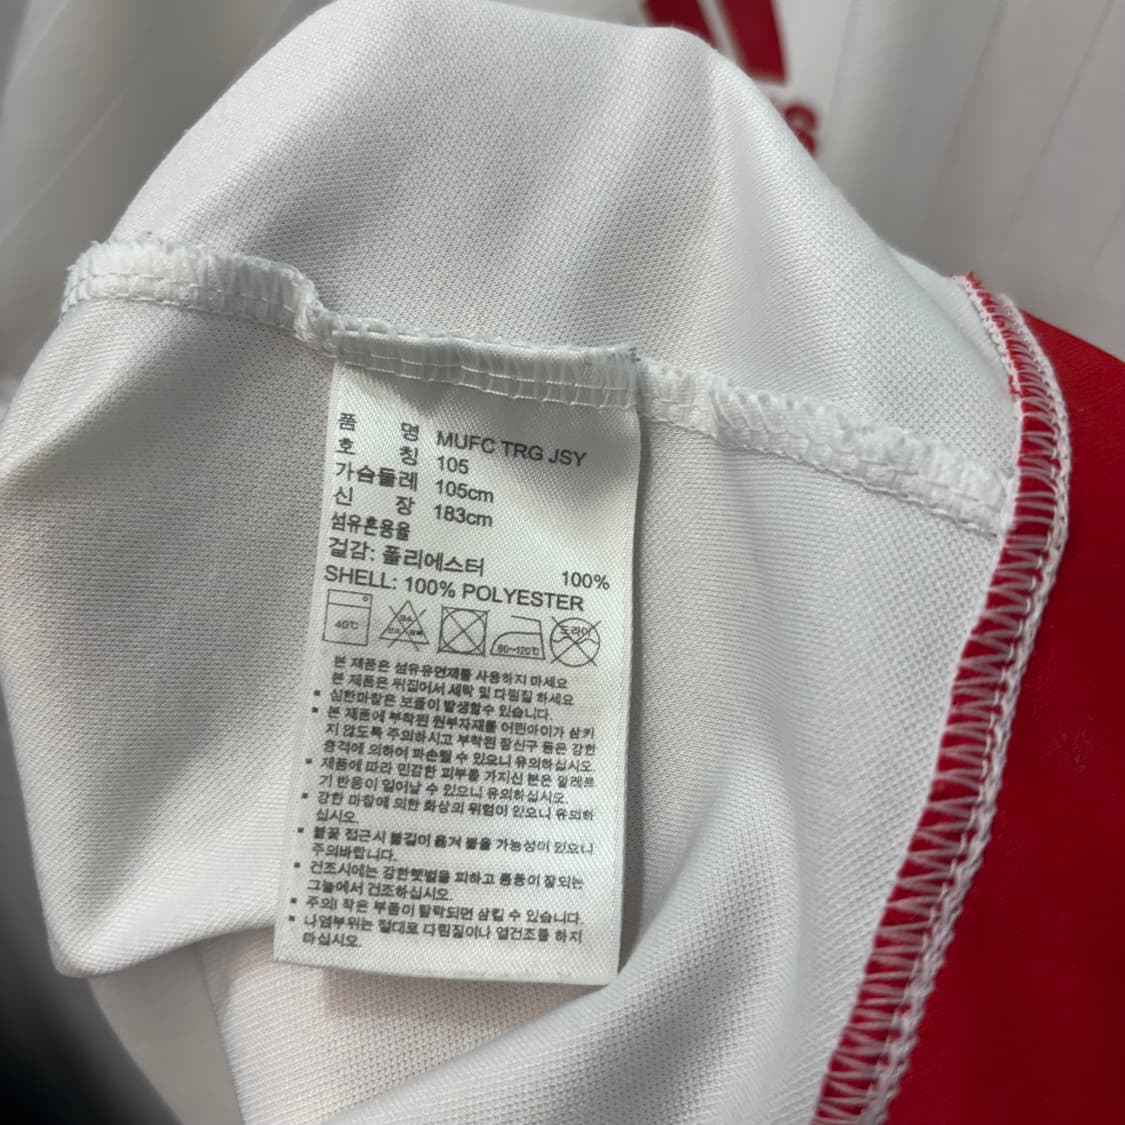 품 명 MUFC TRG JSY
호 칭 105
가슴둘레 105cm
신 장 183cm
섬유혼용율
겉감: 폴리에스터 100%
SHELL: 100% POLYESTER
40℃ 80~120℃ 드라이
본 제품은 섬유유연제를 사용하지 마세요
본 제품은 뒤집어서 세탁 및 다림질 하세요
▪ 심한마찰은 보풀이 발생할수 있습니다.
▪ 본 제품에 부착된 원부자재를 어린아이가 삼키
지 않도록 주의하시고 부착된 장신구 등은 강한
충격에 의하여 파손될 수 있으니 유의하십시오.
▪ 제품에 따라 민감한 피부를 가지신 분은 알레르
기 반응이 일어날 수 있으니 유의하십시오.
▪ 강한 마찰에 의한 화상의 위험이 있으니 유의하
십시오.
▪ 불꽃 접근시 불길이 옮겨 붙을 가능성이 있으니
주의바랍니다.
▪ 건조시에는 강한햇볕을 피하고 통풍이 잘되는
그늘에서 건조하십시오.
▪ 주의! 작은 부품이 탈락되면 삼킬 수 있습니다.
▪ 나염부위는 절대로 다림질이나 열건조를 하지
마십시오.